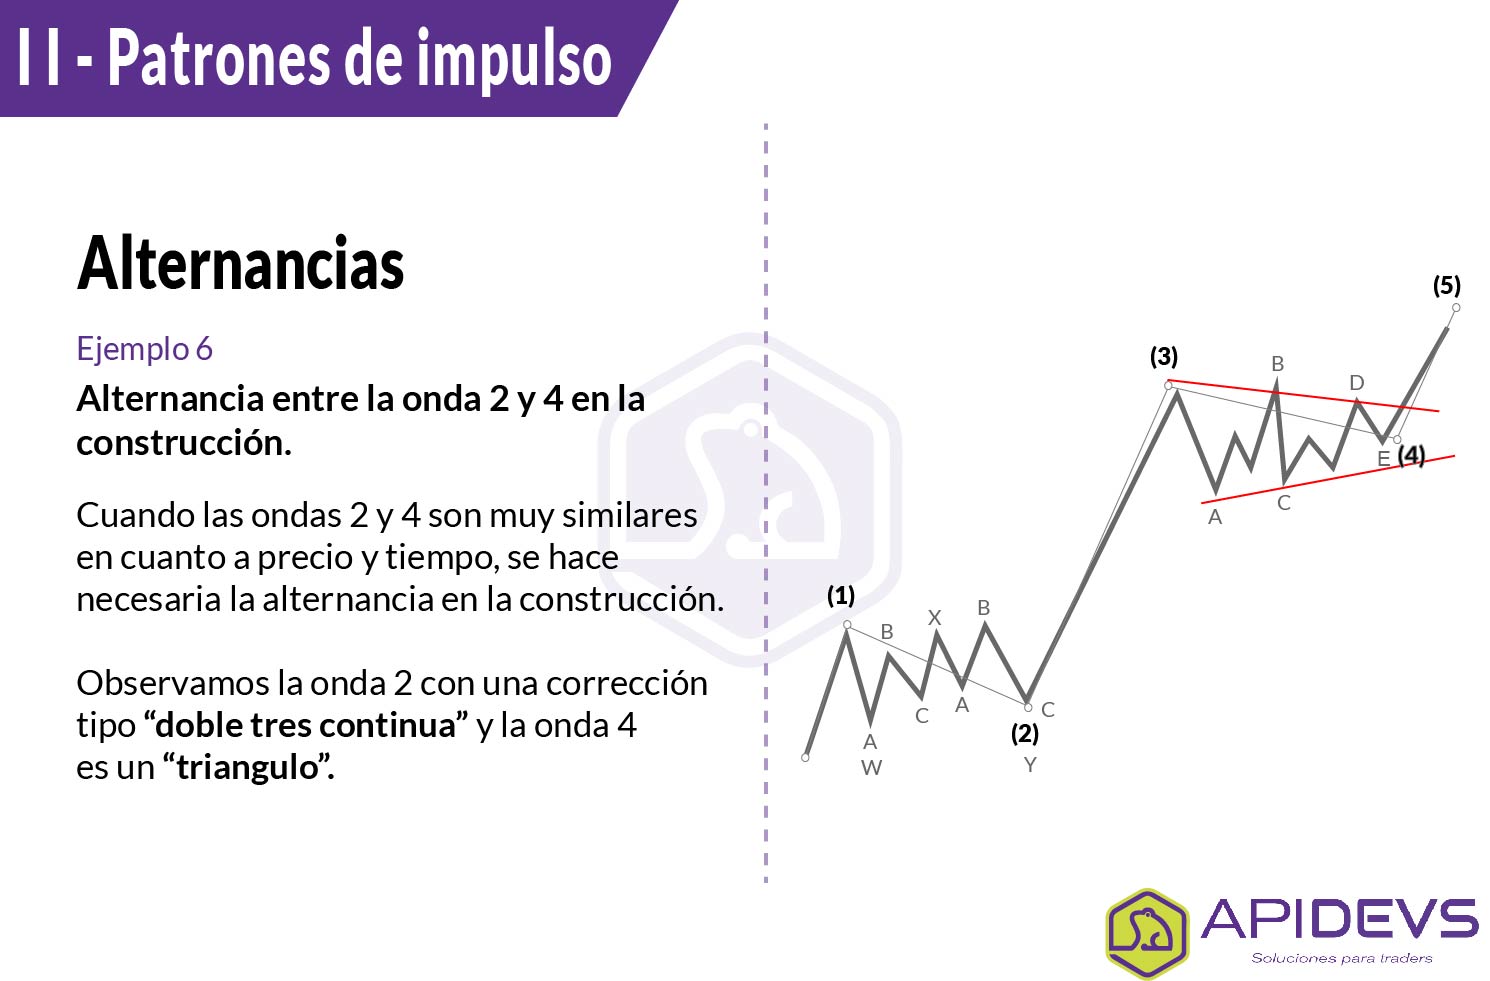 I I - Patrones de impulso
Alternancias
Ejemplo 6
Alternancia entre la onda 2 y 4 en la
construcción.
Cuando las ondas 2 y 4 son muy similares
en cuanto a precio y tiempo, se hace
necesaria la alternancia en la construcción.
Observamos la onda 2 con una corrección
tipo “doble tres continua” y la onda 4
es un “triangulo”.
(5)
(3)
B
D
E (4)
C
A
(1)
B
X
B
A
C
C
A
(2)
W
Y
APIDEVS
Soluciones para traders